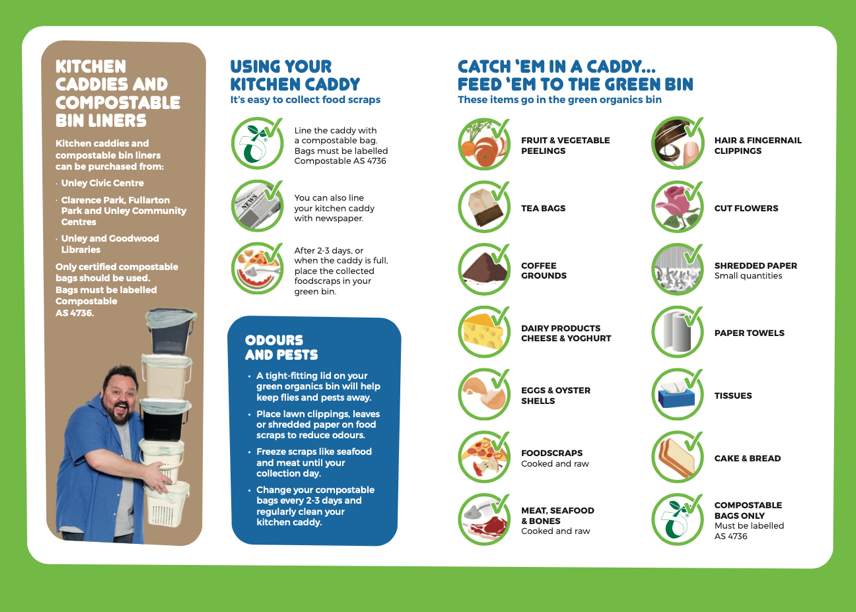 KITCHEN
CADDIES AND
COMPOSTABLE
BIN LINERS
Kitchen caddies and
compostable bin liners
can be purchased from:
· Unley Civic Centre
· Clarence Park, Fullarton
Park and Unley Community
Centres
· Unley and Goodwood
Libraries
Only certified compostable
bags should be used.
Bags must be labelled
Compostable
AS 4736.
USING YOUR
KITCHEN CADDY
It's easy to collect food scraps
Line the caddy with
a compostable bag.
Bags must be labelled
Compostable AS 4736
NEWS
You can also line
your kitchen caddy
with newspaper.
After 2-3 days, or
when the caddy is full,
place the collected
foodscraps in your
green bin.
ODOURS
AND PESTS
• A tight-fitting lid on your
green organics bin will help
keep flies and pests away.
• Place lawn clippings, leaves
or shredded paper on food
scraps to reduce odours.
• Freeze scraps like seafood
and meat until your
collection day.
• Change your compostable
bags every 2-3 days and
regularly clean your
kitchen caddy.
CATCH 'EM IN A CADDY...
FEED 'EM TO THE GREEN BIN
These items go in the green organics bin
FRUIT & VEGETABLE
PEELINGS
TEA BAGS
COFFEE
GROUNDS
DAIRY PRODUCTS
CHEESE & YOGHURT
EGGS & OYSTER
SHELLS
FOODSCRAPS
Cooked and raw
MEAT, SEAFOOD
& BONES
Cooked and raw
HAIR & FINGERNAIL
CLIPPINGS
CUT FLOWERS
SHREDDED PAPER
Small quantities
PAPER TOWELS
TISSUES
CAKE & BREAD
COMPOSTABLE
BAGS ONLY
Must be labelled
AS 4736